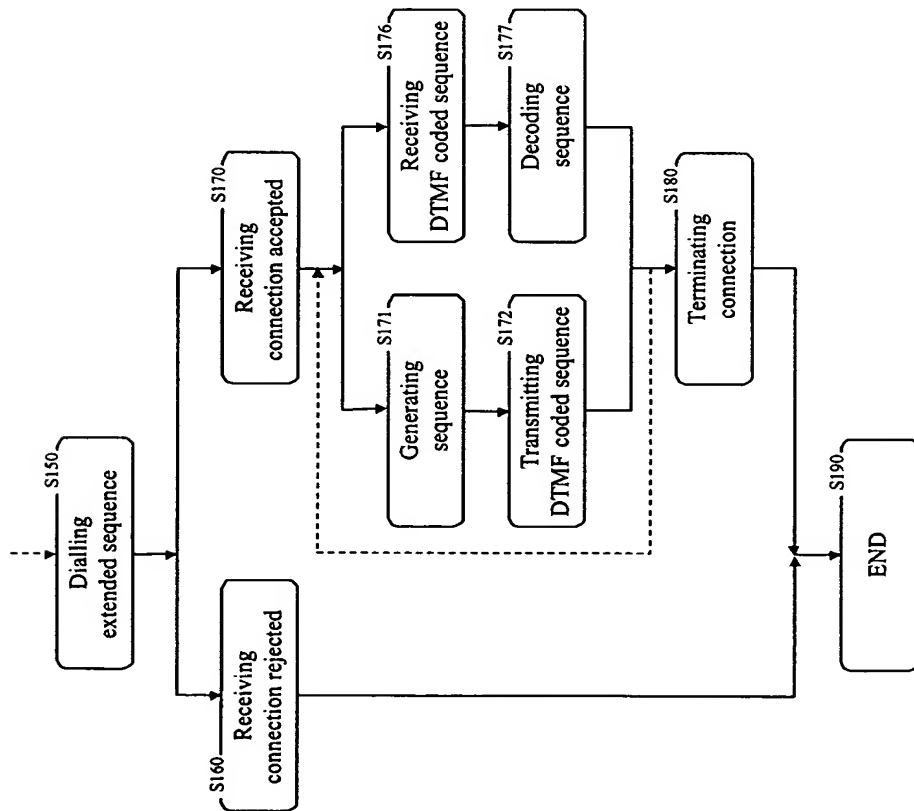 S150
Dialling
extended sequence
S160
Receiving
connection rejected
S170
Receiving
connection accepted
S171
Generating
sequence
S172
Transmitting
DTMF coded sequence
S176
Receiving
DTMF coded sequence
S177
Decoding
sequence
S180
Terminating
connection
S190
END